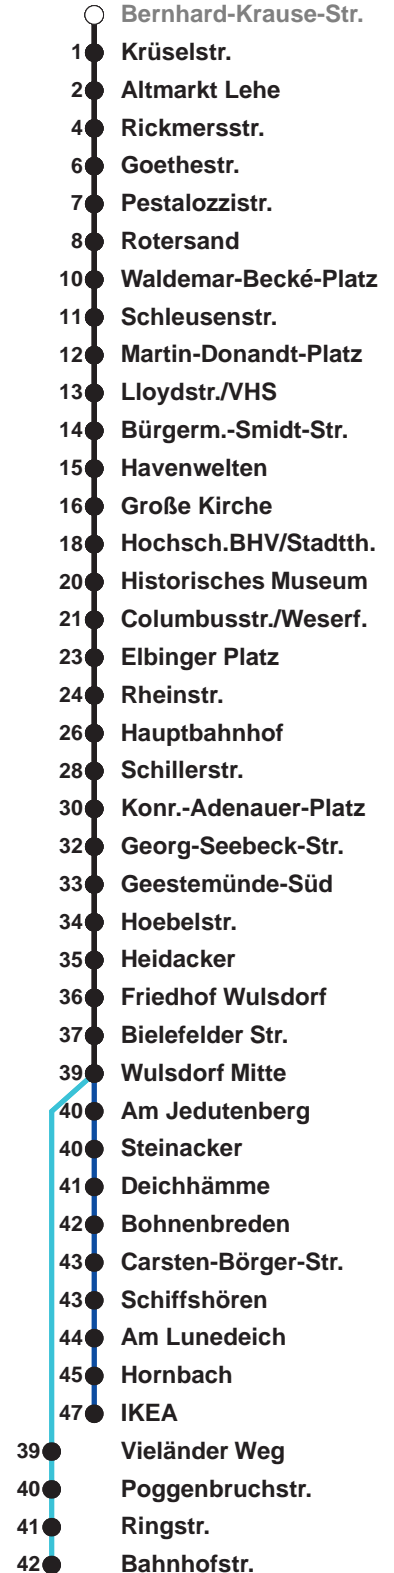 Bernhard-Krause-Str.
1 Krüselstr.
2 Altmarkt Lehe
4 Rickmersstr.
6 Goethestr.
7 Pestalozzistr.
8 Rotersand
10 Waldemar-Becké-Platz
11 Schleusenstr.
12 Martin-Donandt-Platz
13 Lloydstr./VHS
14 Bürgerm.-Smidt-Str.
15 Havenwelten
16 Große Kirche
18 Hochsch.BHV/Stadtth.
20 Historisches Museum
21 Columbusstr./Weserf.
23 Elbinger Platz
24 Rheinstr.
26 Hauptbahnhof
28 Schillerstr.
30 Konr.-Adenauer-Platz
32 Georg-Seebeck-Str.
33 Geestemünde-Süd
34 Hoebelstr.
35 Heidacker
36 Friedhof Wulsdorf
37 Bielefelder Str.
39 Wulsdorf Mitte
40 Am Jedutenberg
40 Steinacker
41 Deichhämme
42 Bohnenbreden
43 Carsten-Börger-Str.
43 Schiffshören
44 Am Lunedeich
45 Hornbach
47 IKEA
39 Vieländer Weg
40 Poggenbruchstr.
41 Ringstr.
42 Bahnhofstr.